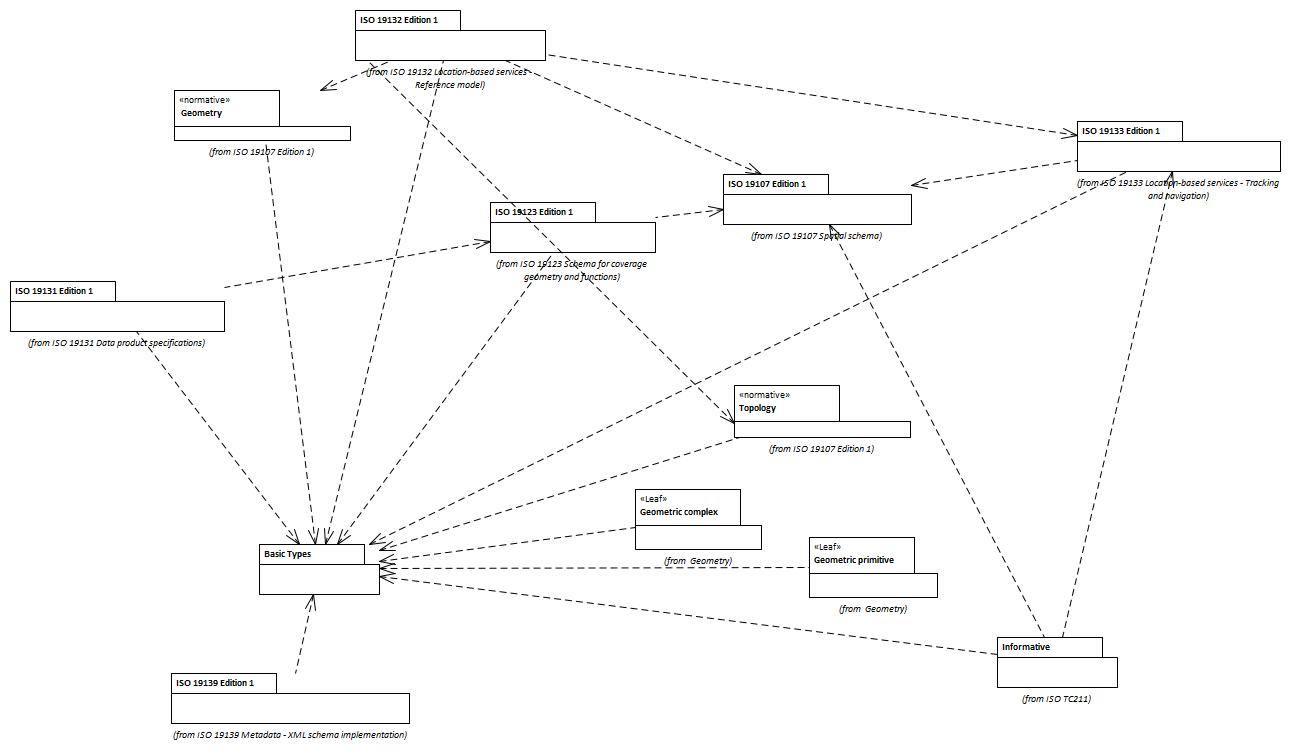 ISO 19132 Edition 1
(from ISO 19132 Location-based services -
Reference model)
«normative»
Geometry
(from ISO 19107 Edition 1)
ISO 19133 Edition 1
(from ISO 19133 Location-based services - Tracking
and navigation)
ISO 19107 Edition 1
(from ISO 19107 Spatial schema)
ISO 19123 Edition 1
(from ISO 19123 Schema for coverage
geometry and functions)
ISO 19131 Edition 1
(from ISO 19131 Data product specifications)
«normative»
Topology
(from ISO 19107 Edition 1)
«Leaf»
Geometric complex
(from Geometry)
«Leaf»
Geometric primitive
(from Geometry)
Basic Types
Informative
(from ISO TC211)
ISO 19139 Edition 1
(from ISO 19139 Metadata - XML schema implementation)